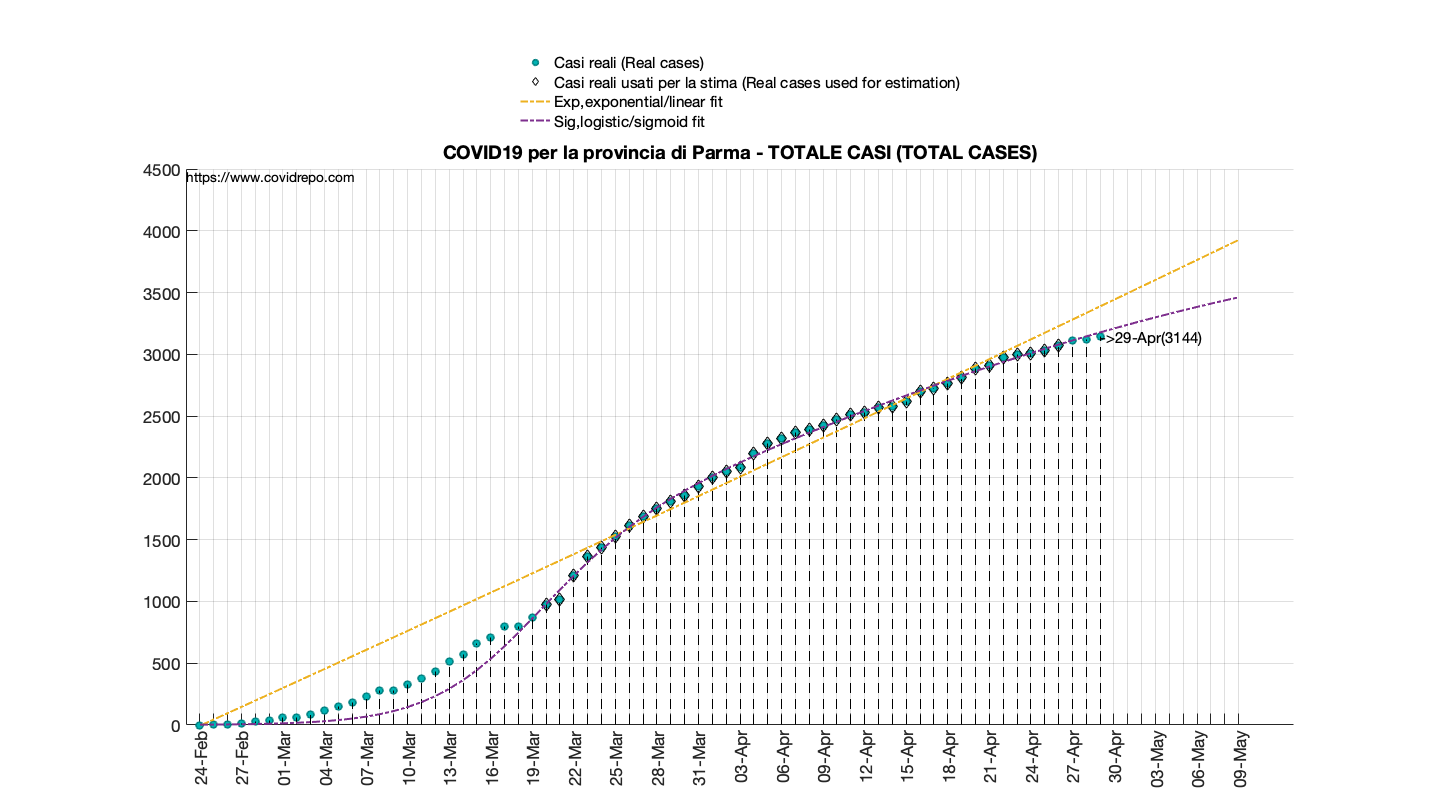 Casi reali (Real cases)
Casi reali usati per la stima (Real cases used for estimation)
Exp,exponential/linear fit
Sig,logistic/sigmoid fit
COVID19 per la provincia di Parma - TOTALE CASI (TOTAL CASES)
https://www.covidrepo.com
4500
4000
3500
3000
2500
2000
1500
1000
500
0
->29-Apr(3144)
24-Feb
27-Feb
01-Mar
04-Mar
07-Mar
10-Mar
13-Mar
16-Mar
19-Mar
22-Mar
25-Mar
28-Mar
31-Mar
03-Apr
06-Apr
09-Apr
12-Apr
15-Apr
18-Apr
21-Apr
24-Apr
27-Apr
30-Apr
03-May
06-May
09-May